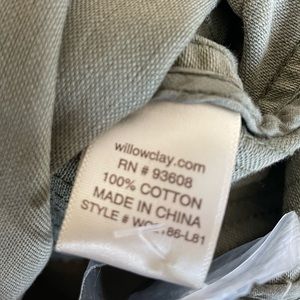 willowclay.com
RN # 93608
100% COTTON
MADE IN CHINA
STYLE #